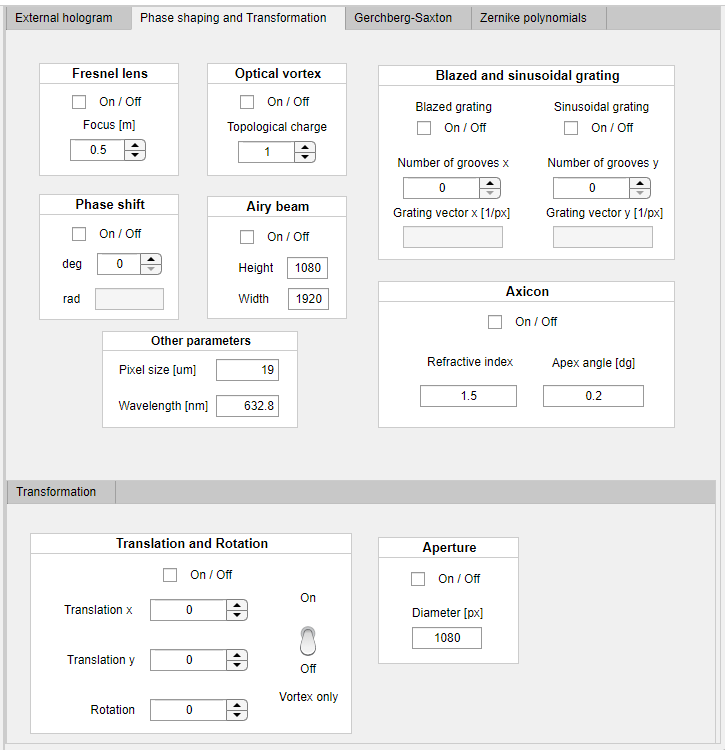 External hologram
Phase shaping and Transformation
Gerchberg-Saxton
Zernike polynomials
Fresnel lens
On / Off
Focus [m]
0.5
Optical vortex
On / Off
Topological charge
1
Blazed and sinusoidal grating
Blazed grating
On / Off
Sinusoidal grating
On / Off
Number of grooves x
0
Number of grooves y
0
Grating vector x [1/px]
Grating vector y [1/px]
Phase shift
On / Off
deg
0
rad
Airy beam
On / Off
Height
1080
Width
1920
Axicon
On / Off
Refractive index
1.5
Apex angle [dg]
0.2
Other parameters
Pixel size [um]
19
Wavelength [nm]
632.8
Transformation
Translation and Rotation
On / Off
Translation x
0
Translation y
0
Rotation
0
On
Off
Vortex only
Aperture
On / Off
Diameter [px]
1080